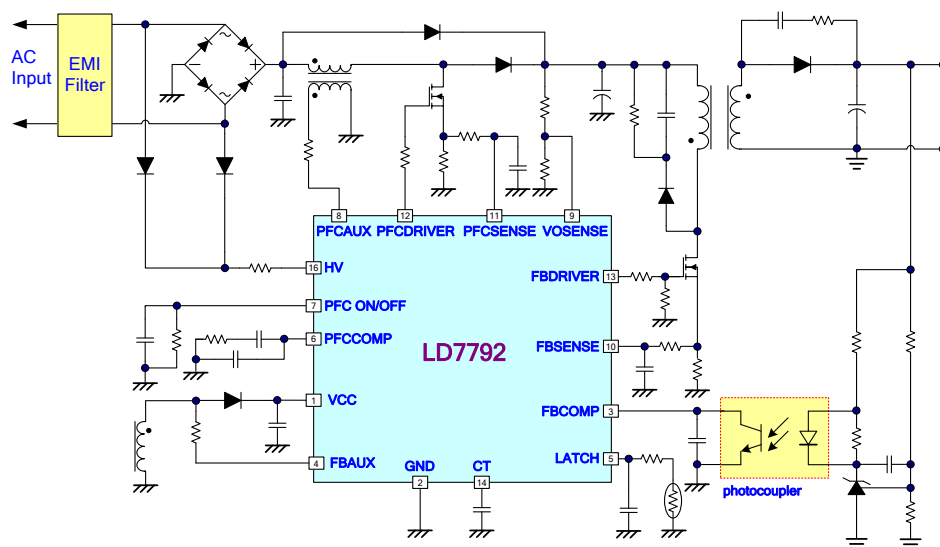 AC
Input
EMI
Filter
~
− +
~
8 12 11 9
PFCAUX PFCDRIVER PFCSENSE VOSENSE
16 HV
FBDRIVER 13
7 PFC ON/OFF
6 PFCCOMP
LD7792
FBSENSE 10
1 VCC
FBCOMP 3
4 FBAUX
GND CT
LATCH 5
2 14
photocoupler